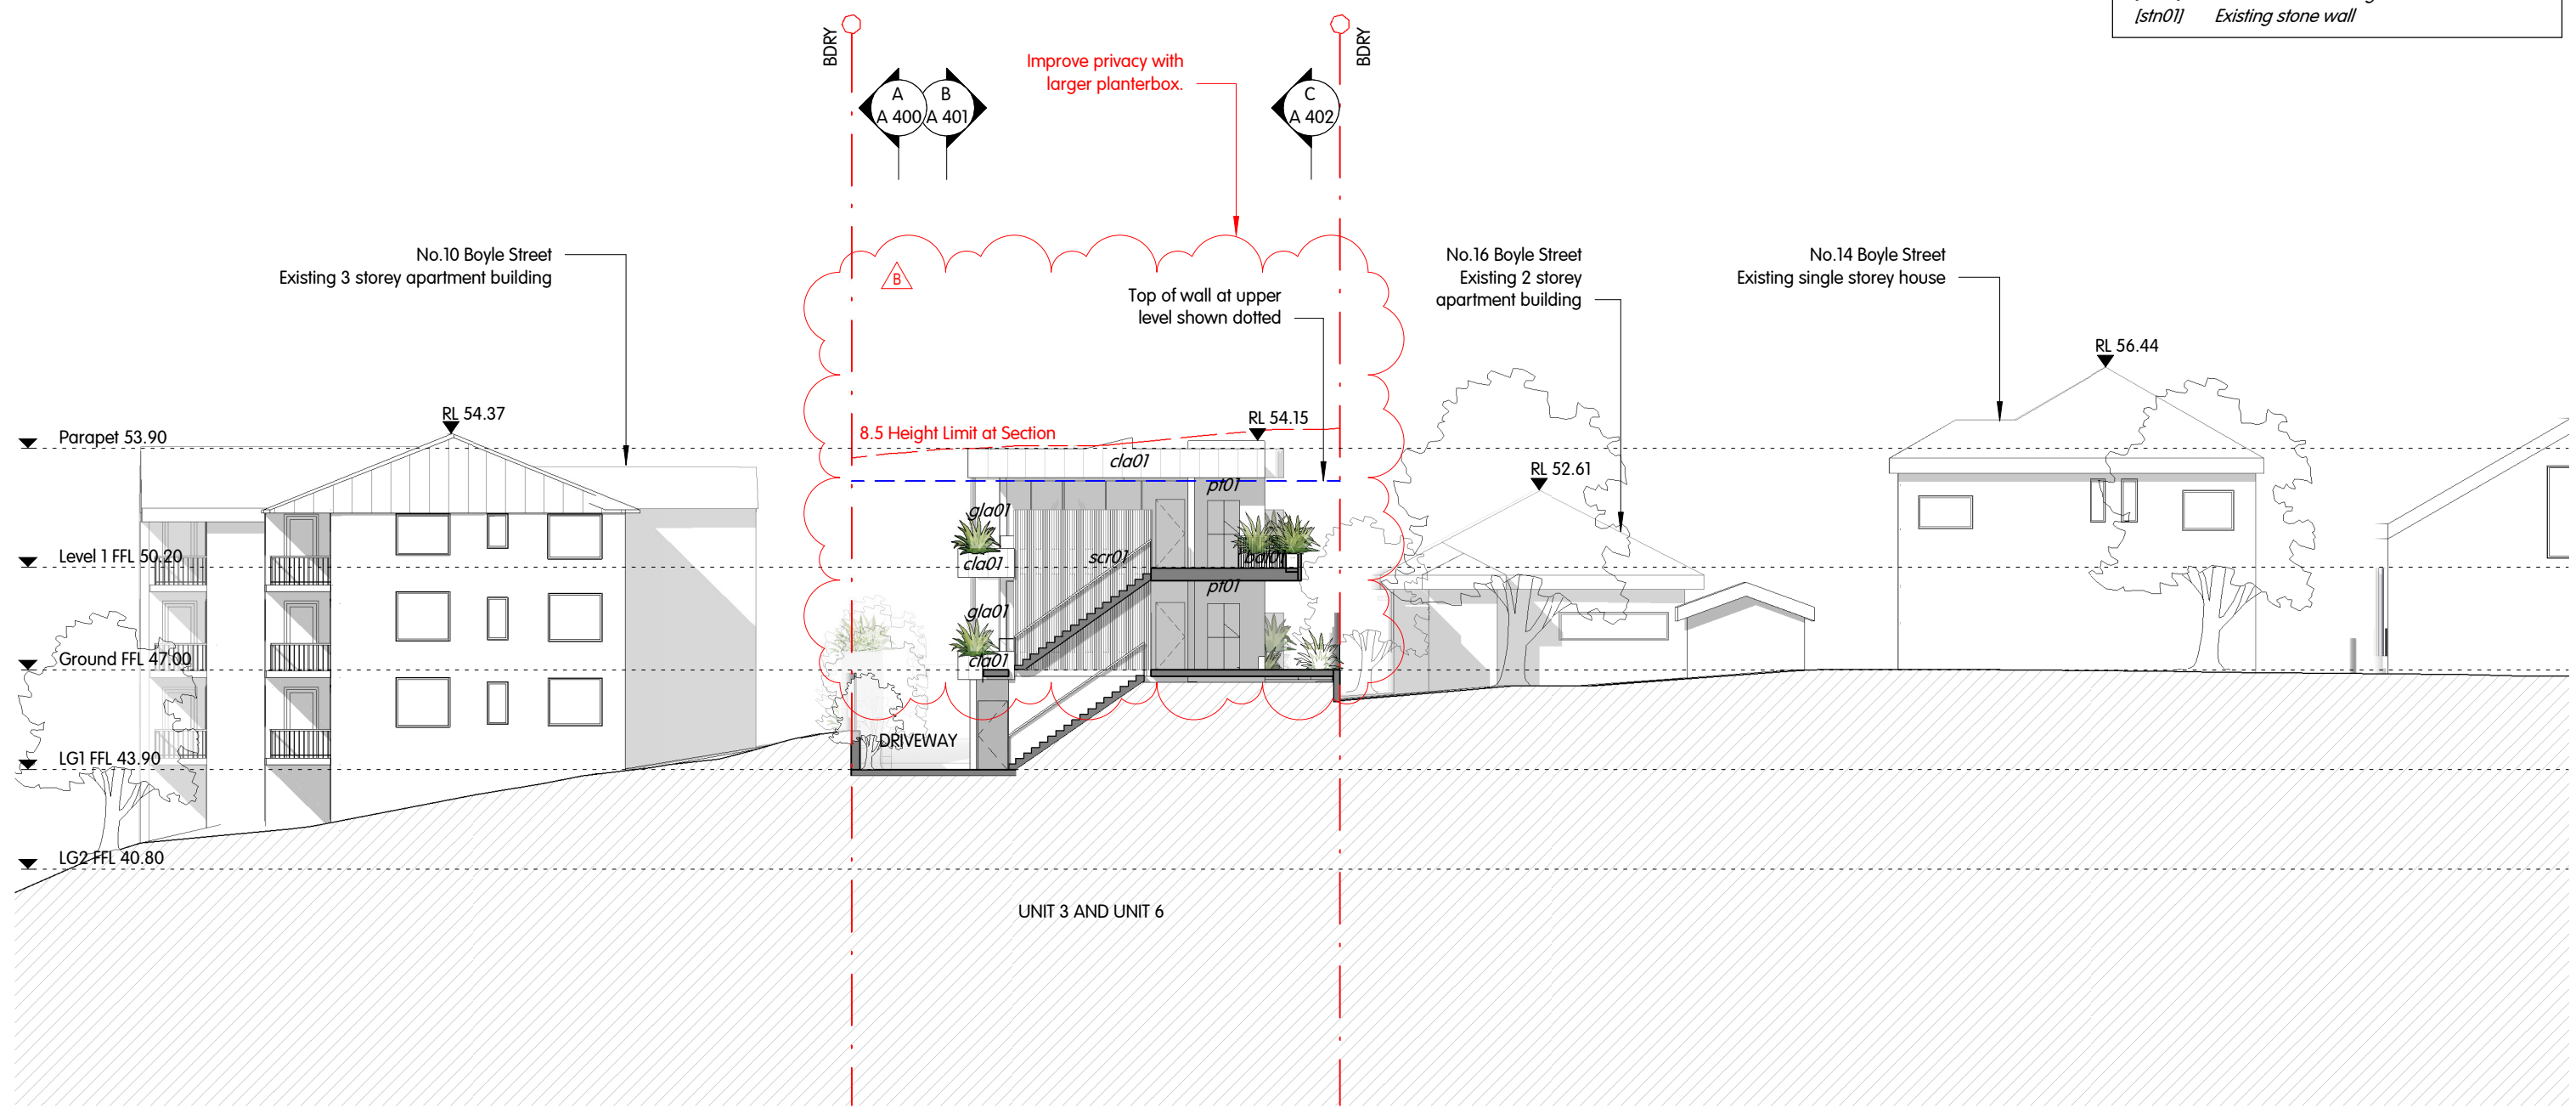 [stn01] Existing stone wall
BDRY
BDRY
Improve privacy with
larger planterbox.
A
A 400
B
A 401
C
A 402
No.10 Boyle Street
Existing 3 storey apartment building
B
Top of wall at upper
level shown dotted
No.16 Boyle Street
Existing 2 storey
apartment building
No.14 Boyle Street
Existing single storey house
RL 56.44
RL 54.37
RL 54.15
Parapet 53.90
8.5 Height Limit at Section
cla01
RL 52.61
pt01
gla01
Level 1 FFL 50.20
cla01
scr01
bal01
pt01
gla01
Ground FFL 47.00
cla01
DRIVEWAY
LG1 FFL 43.90
LG2 FFL 40.80
UNIT 3 AND UNIT 6